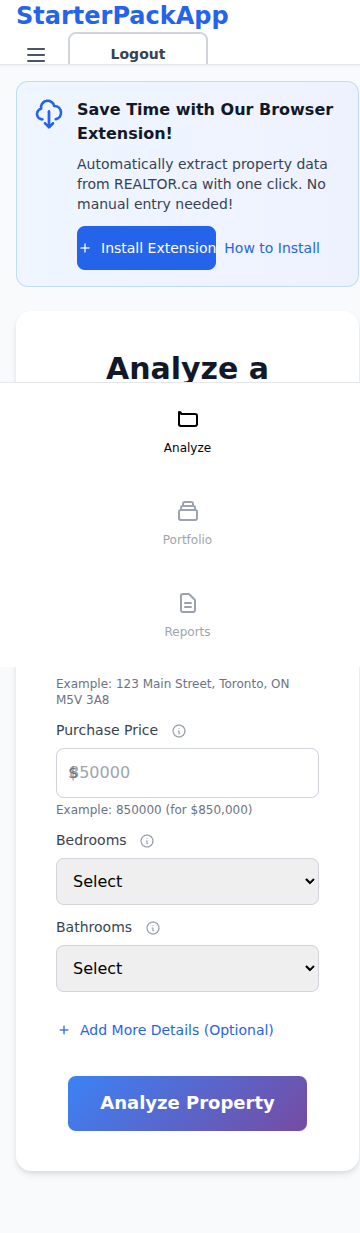 StarterPackApp
Logout
Save Time with Our Browser
Extension!
Automatically extract property data
from REALTOR.ca with one click. No
manual entry needed!
+ Install Extension How to Install
Analyze a
Analyze
Portfolio
Reports
Example: 123 Main Street, Toronto, ON
M5V 3A8
Purchase Price
$ 850000
Example: 850000 (for $850,000)
Bedrooms
Select
Bathrooms
Select
+ Add More Details (Optional)
Analyze Property